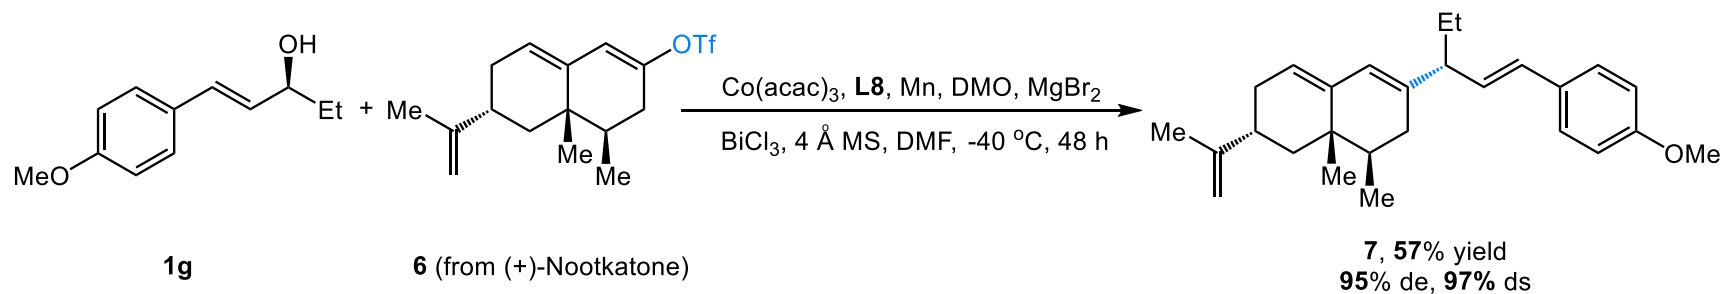 OH
Et
MeO
+
OTf
Me
Me
Me
Co(acac)₃, L8, Mn, DMO, MgBr₂
BiCl₃, 4 Å MS, DMF, -40 ºC, 48 h
Et
Me
Me
Me
OMe
1g
6 (from (+)-Nootkatone)
7, 57% yield
95% de, 97% ds